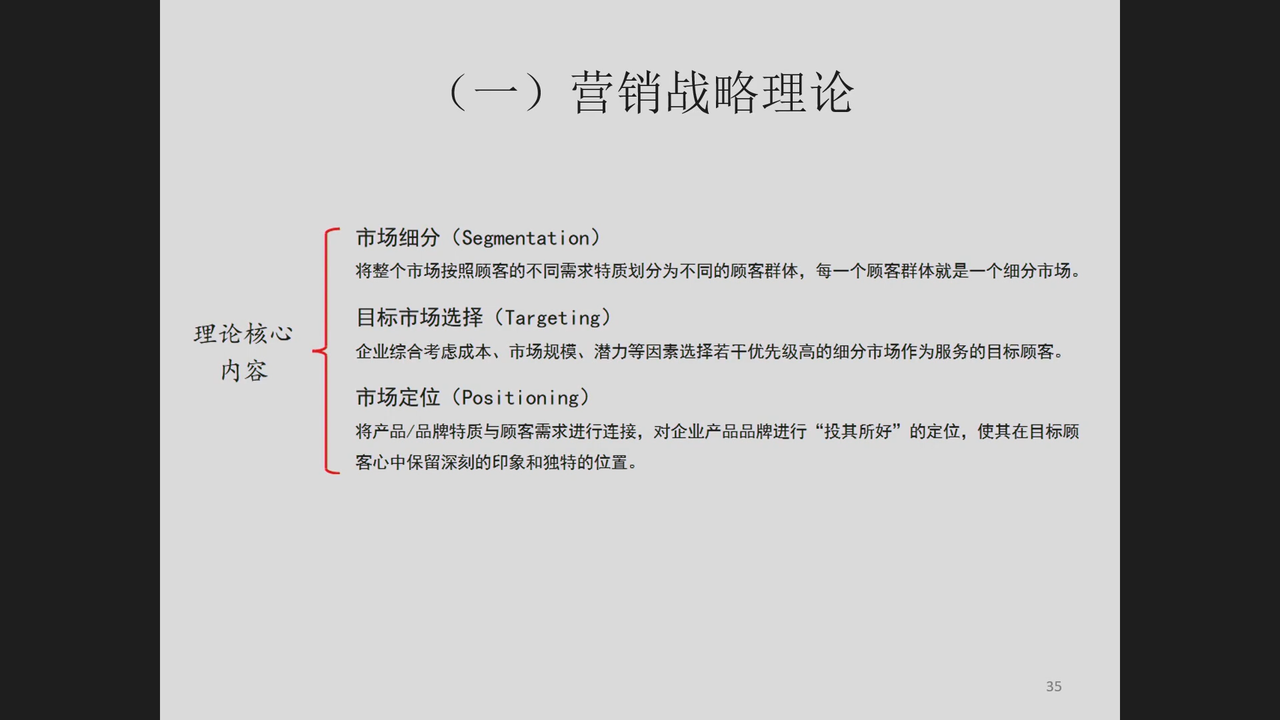 （一）营销战略理论
理论核心
内容
市场细分（Segmentation）
将整个市场按照顾客的不同需求特质划分为不同的顾客群体，每一个顾客群体就是一个细分市场。
目标市场选择（Targeting）
企业综合考虑成本、市场规模、潜力等因素选择若干优先级高的细分市场作为服务的目标顾客。
市场定位（Positioning）
将产品/品牌特质与顾客需求进行连接，对企业产品品牌进行“投其所好”的定位，使其在目标顾
客心中保留深刻的印象和独特的位置。
35